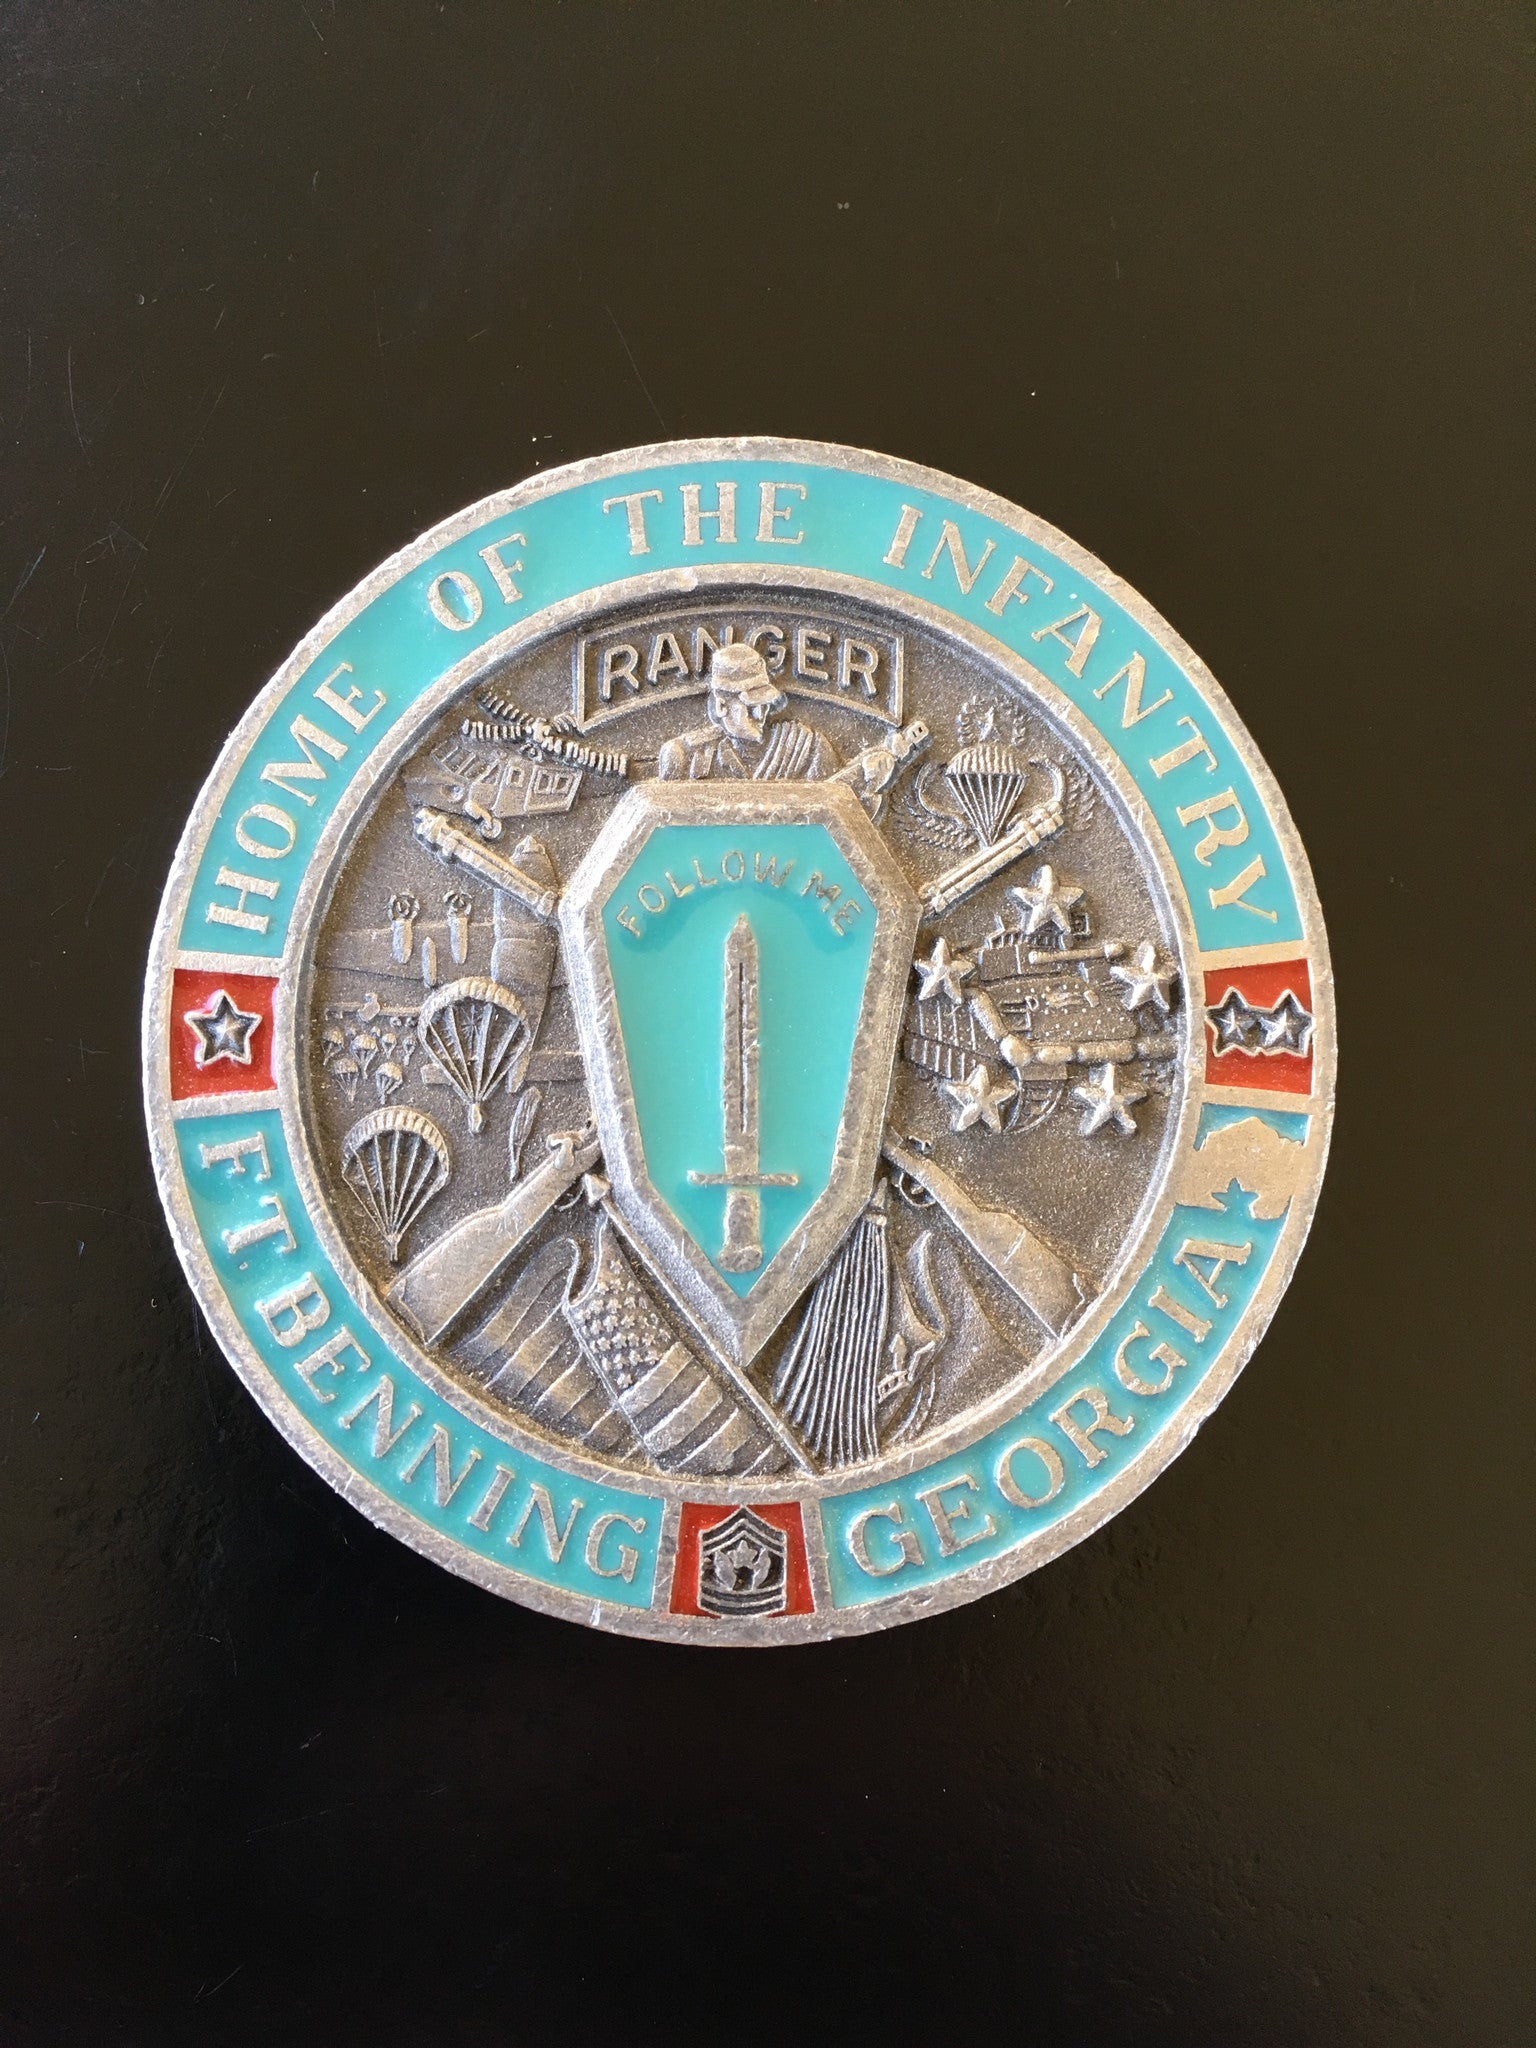 HOME OF THE INFANTRY
RANGER
FOLLOW ME
FT. BENNING
GEORGIA